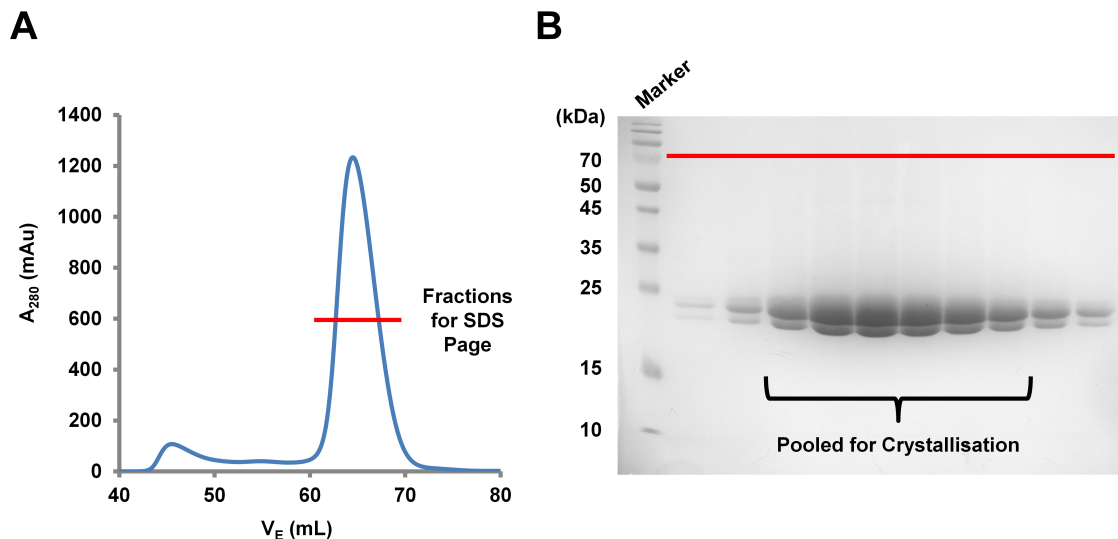 A
1400
1200
1000
800
600
400
200
0
A280 (mAu)
40
50
60
70
80
VE (mL)
Fractions
for SDS
Page
B
Marker
(kDa)
70
50
45
35
25
15
10
Pooled for Crystallisation